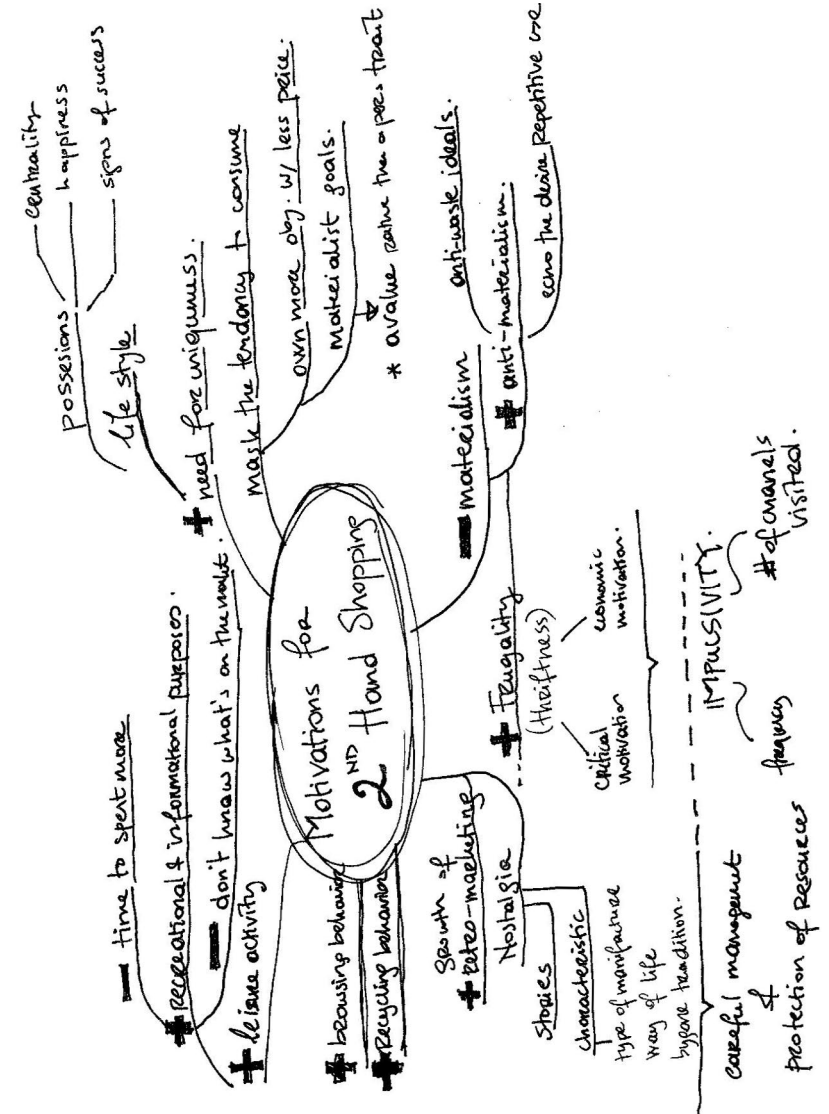 Motivations for
2ND Hand Shopping
+ leisure activity
+ recreational & informational purposes.
- time to spent more
- don't know what's on the market.
+ need for uniqueness.
life style
possesions
centrality
happiness
signs of success
mask the tendency to consume
own more obj. w/ less price.
materialist goals.
* a value rather than a pers. trait
- materialism
+ anti-materialism.
anti-waste ideals.
echo the desire repetitive use
+ Frugality
(thriftness)
critical
motivation
economic
motivation.
IMPULSIVITY.
frequency
# of channels
visited.
+ browsing behavior
+ Recycling behavior
Growth of
+ retro-marketing
Nostalgia
stories
characteristic
type of manufacture
way of life
bygone tradition.
careful management
&
protection of resources